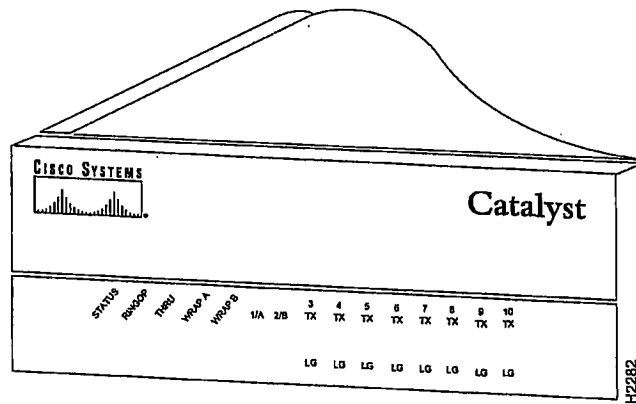 CISCO SYSTEMS
Catalyst
STATUS RINGOP THRU WRAP A WRAP B 1/A 2/B 3 4 5 6 7 8 9 10
TX TX TX TX TX TX TX TX
LG LG LG LG LG LG LG LG
H2282